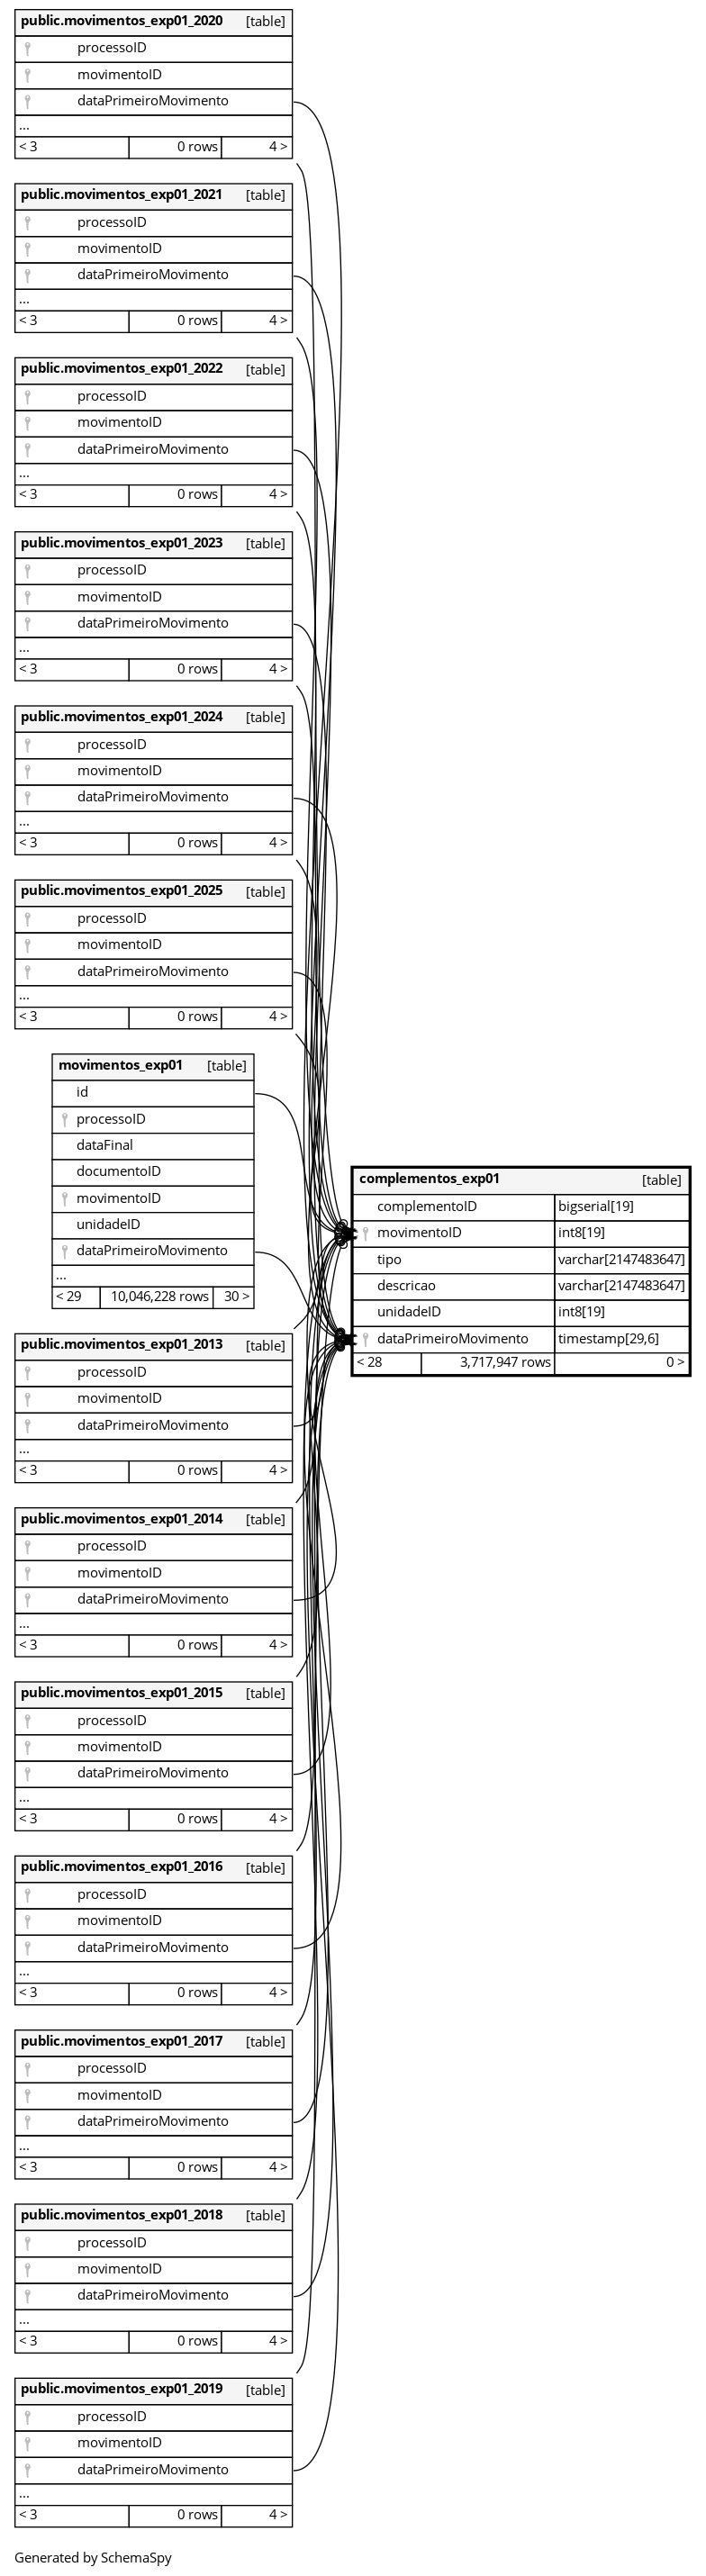 public.movimentos_exp01_2020 [table]
processoID
movimentoID
dataPrimeiroMovimento
...
< 3 0 rows 4 >
public.movimentos_exp01_2021 [table]
processoID
movimentoID
dataPrimeiroMovimento
...
< 3 0 rows 4 >
public.movimentos_exp01_2022 [table]
processoID
movimentoID
dataPrimeiroMovimento
...
< 3 0 rows 4 >
public.movimentos_exp01_2023 [table]
processoID
movimentoID
dataPrimeiroMovimento
...
< 3 0 rows 4 >
public.movimentos_exp01_2024 [table]
processoID
movimentoID
dataPrimeiroMovimento
...
< 3 0 rows 4 >
public.movimentos_exp01_2025 [table]
processoID
movimentoID
dataPrimeiroMovimento
...
< 3 0 rows 4 >
movimentos_exp01 [table]
id
processoID
dataFinal
documentoID
movimentoID
unidadeID
dataPrimeiroMovimento
...
< 29 10,046,228 rows 30 >
complementos_exp01 [table]
complementoID bigserial[19]
movimentoID int8[19]
tipo varchar[2147483647]
descricao varchar[2147483647]
unidadeID int8[19]
dataPrimeiroMovimento timestamp[29,6]
< 28 3,717,947 rows 0 >
public.movimentos_exp01_2013 [table]
processoID
movimentoID
dataPrimeiroMovimento
...
< 3 0 rows 4 >
public.movimentos_exp01_2014 [table]
processoID
movimentoID
dataPrimeiroMovimento
...
< 3 0 rows 4 >
public.movimentos_exp01_2015 [table]
processoID
movimentoID
dataPrimeiroMovimento
...
< 3 0 rows 4 >
public.movimentos_exp01_2016 [table]
processoID
movimentoID
dataPrimeiroMovimento
...
< 3 0 rows 4 >
public.movimentos_exp01_2017 [table]
processoID
movimentoID
dataPrimeiroMovimento
...
< 3 0 rows 4 >
public.movimentos_exp01_2018 [table]
processoID
movimentoID
dataPrimeiroMovimento
...
< 3 0 rows 4 >
public.movimentos_exp01_2019 [table]
processoID
movimentoID
dataPrimeiroMovimento
...
< 3 0 rows 4 >
Generated by SchemaSpy